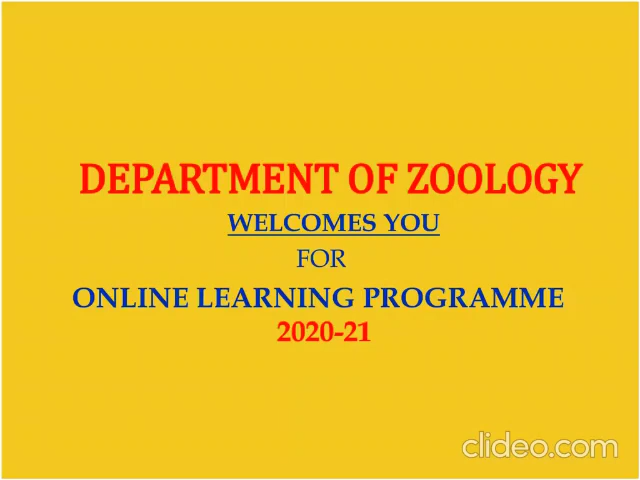 DEPARTMENT OF ZOOLOGY
WELCOMES YOU
FOR
ONLINE LEARNING PROGRAMME
2020-21
clideo.com